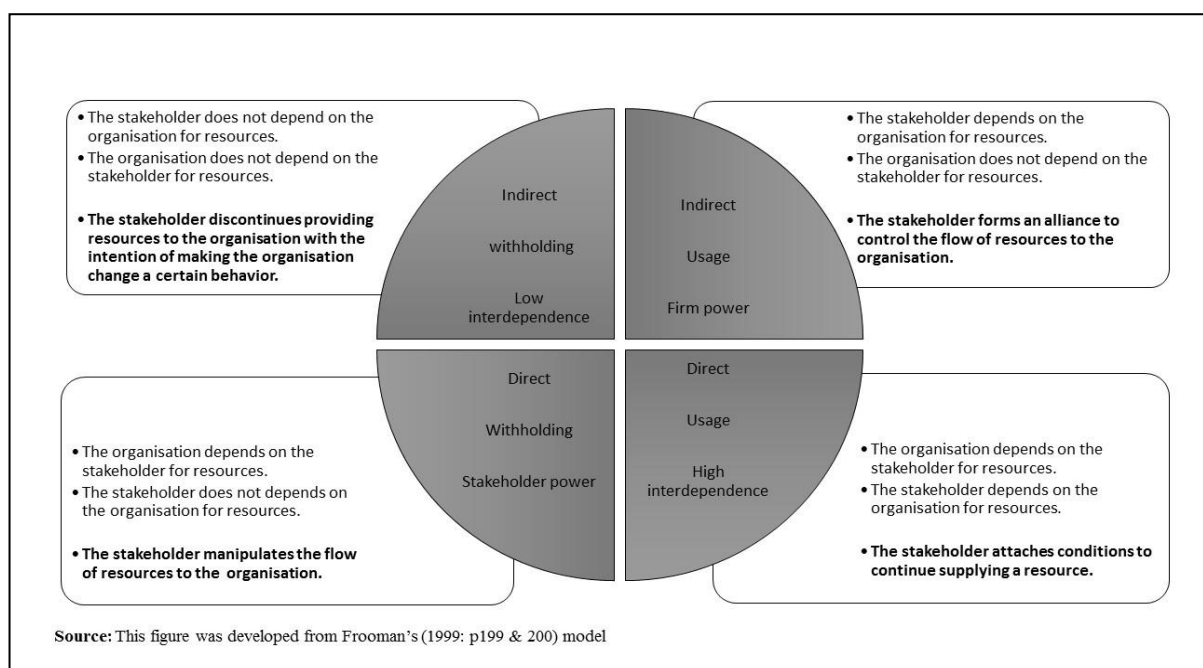 • The stakeholder does not depend on the
organisation for resources.
• The organisation does not depend on the
stakeholder for resources.
• The stakeholder discontinues providing
resources to the organisation with the
intention of making the organisation
change a certain behavior.
Indirect
withholding
Low
interdependence
Indirect
Usage
Firm power
• The stakeholder depends on the
organisation for resources.
• The organisation does not depend on the
stakeholder for resources.
• The stakeholder forms an alliance to
control the flow of resources to the
organisation.
• The organisation depends on the
stakeholder for resources.
• The stakeholder does not depends on
the organisation for resources.
• The stakeholder manipulates the flow
of resources to the organisation.
Direct
Withholding
Stakeholder power
Direct
Usage
High
interdependence
• The organisation depends on the
stakeholder for resources.
• The stakeholder depends on the
organisation for resources.
• The stakeholder attaches conditions to
continue supplying a resource.
Source: This figure was developed from Frooman’s (1999: p199 & 200) model